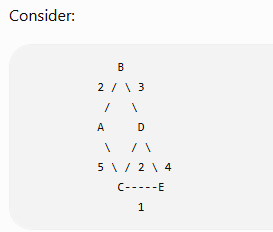 Consider:
B
2 / \ 3
/ \
A D
\ / \
5 \ / 2 \ 4
C-----E
1